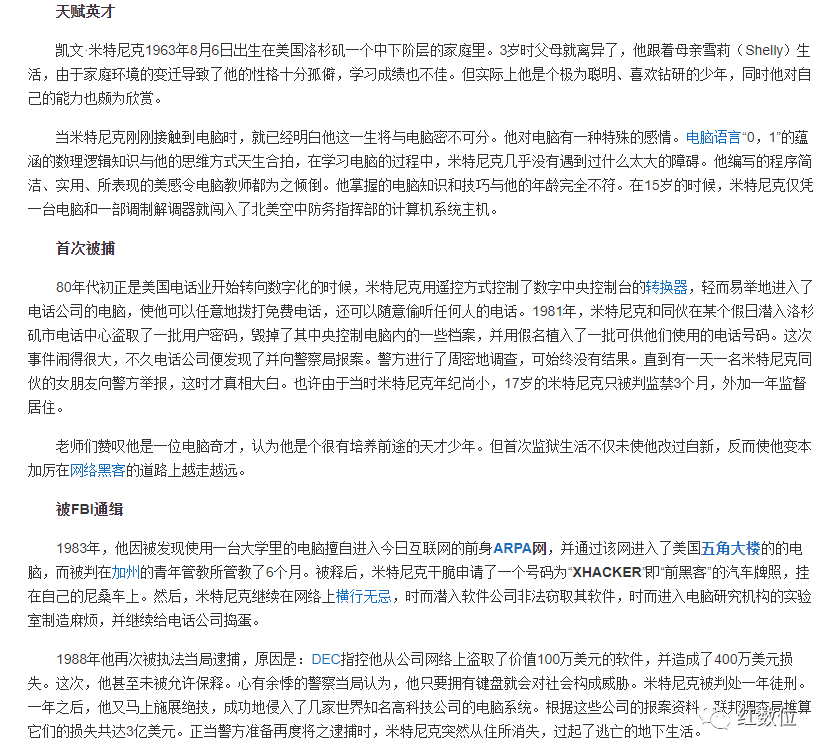 天赋英才
凯文·米特尼克1963年8月6日出生在美国洛杉矶一个中下阶层的家庭里。3岁时父母就离异了，他跟着母亲雪莉（Shelly）生
活，由于家庭环境的变迁导致了他的性格十分孤僻，学习成绩也不佳。但实际上他是个极为聪明、喜欢钻研的少年，同时他对自
己的能力也颇为欣赏。
当米特尼克刚刚接触到电脑时，就已经明白他这一生将与电脑密不可分。他对电脑有一种特殊的感情。电脑语言“0，1”的蕴
涵的数理逻辑知识与他的思维方式天生合拍，在学习电脑的过程中，米特尼克几乎没有遇到过什么太大的障碍。他编写的程序简
洁、实用、所表现的美感令电脑教师都为之倾倒。他掌握的电脑知识和技巧与他的年龄完全不符。在15岁的时候，米特尼克仅凭
一台电脑和一部调制解调器就闯入了北美空中防务指挥部的计算机系统主机。
首次被捕
80年代初正是美国电话业开始转向数字化的时候，米特尼克用遥控方式控制了数字中央控制台的转换器，轻而易举地进入了
电话公司的电脑，使他可以任意地拨打免费电话，还可以随意偷听任何人的电话。1981年，米特尼克和同伙在某个假日潜入洛杉
矶市电话中心盗取了一批用户密码，毁掉了其中央控制电脑内的一些档案，并用假名植入了一批可供他们使用的电话号码。这次
事件闹得很大，不久电话公司便发现了并向警察局报案。警方进行了周密地调查，可始终没有结果。直到有一天一名米特尼克同
伙的女朋友向警方举报，这时才真相大白。也许由于当时米特尼克年纪尚小，17岁的米特尼克只被判监禁3个月，外加一年监督
居住。
老师们赞叹他是一位电脑奇才，认为他是个很有培养前途的天才少年。但首次监狱生活不仅未使他改过自新，反而使他变本
加厉在网络黑客的道路上越走越远。
被FBI通缉
1983年，他因被发现使用一台大学里的电脑擅自进入今日互联网的前身ARPA网，并通过该网进入了美国五角大楼的的电
脑，而被判在加州的青年管教所管教了6个月。被释后，米特尼克干脆申请了一个号码为“XHACKER”即“前黑客”的汽车牌照，挂
在自己的尼桑车上。然后，米特尼克继续在网络上横行无忌，时而潜入软件公司非法窃取其软件，时而进入电脑研究机构的实验
室制造麻烦，并继续给电话公司捣蛋。
1988年他再次被执法当局逮捕，原因是：DEC指控他从公司网络上盗取了价值100万美元的软件，并造成了400万美元损
失。这次，他甚至未被允许保释。心有余悸的警察当局认为，他只要拥有键盘就会对社会构成威胁。米特尼克被判处一年徒刑。
一年之后，他又马上施展绝技，成功地侵入了几家世界知名高科技公司的电脑系统。根据这些公司的报案资料，联邦调查局推算
它们的损失共达3亿美元。正当警方准备再度将之逮捕时，米特尼克突然从住所消失，过起了逃亡的地下生活。
红数位